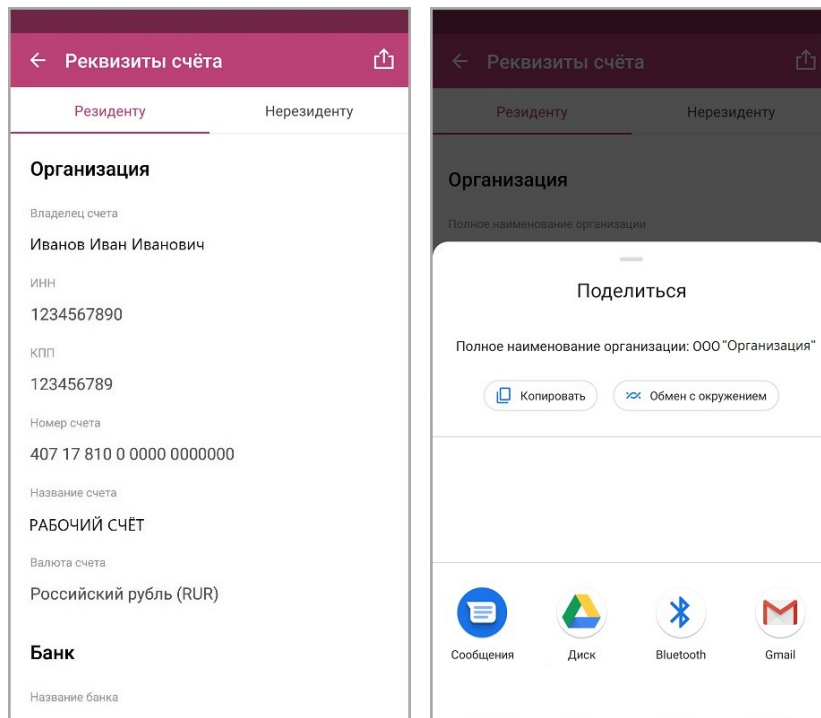 Реквизиты счёта
Резиденту Нерезиденту
Организация
Владелец счета
Иванов Иван Иванович
ИНН
1234567890
КПП
123456789
Номер счета
407 17 810 0 0000 0000000
Название счета
РАБОЧИЙ СЧЁТ
Валюта счета
Российский рубль (RUR)
Банк
Название банка
Реквизиты счёта
Резиденту Нерезиденту
Организация
Полное наименование организации
Поделиться
Полное наименование организации: ООО "Организация"
Копировать Обмен с окружением
Сообщения Диск Bluetooth Gmail